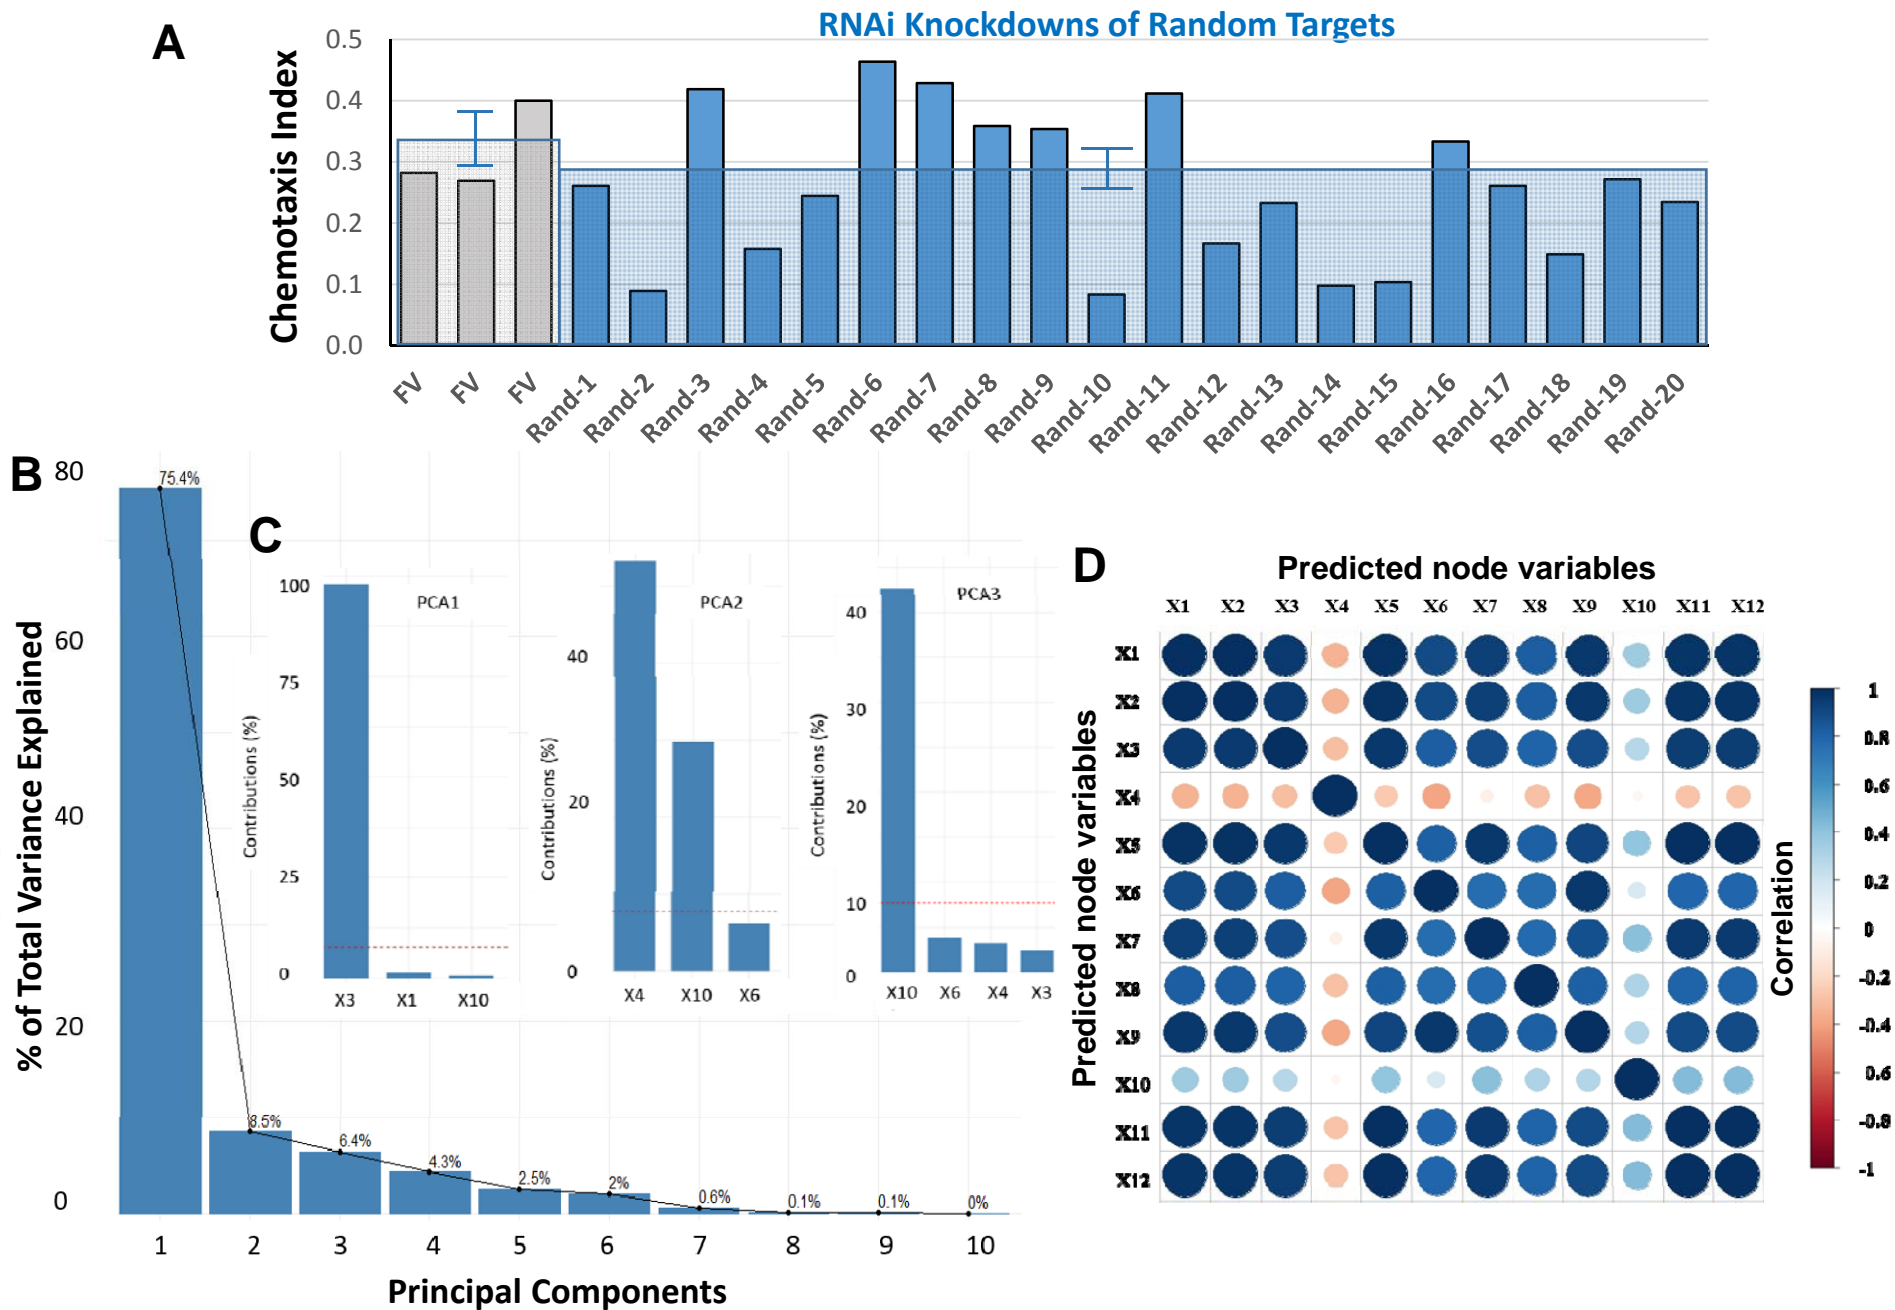 A
RNAi Knockdowns of Random Targets
Chemotaxis Index
0.5
0.4
0.3
0.2
0.1
0.0
FV
FV
FV
Rand-1
Rand-2
Rand-3
Rand-4
Rand-5
Rand-6
Rand-7
Rand-8
Rand-9
Rand-10
Rand-11
Rand-12
Rand-13
Rand-14
Rand-15
Rand-16
Rand-17
Rand-18
Rand-19
Rand-20
B
% of Total Variance Explained
80
60
40
20
0
75.4%
8.5%
6.4%
4.3%
2.5%
2%
0.6%
0.1%
0.1%
0%
1 2 3 4 5 6 7 8 9 10
Principal Components
C
PCA1
Contributions (%)
100
75
50
25
0
X3 X1 X10
PCA2
Contributions (%)
40
20
0
X4 X10 X6
PCA3
Contributions (%)
40
30
20
10
0
X10 X6 X4 X3
D
Predicted node variables
X1 X2 X3 X4 X5 X6 X7 X8 X9 X10 X11 X12
Predicted node variables
X1
X2
X3
X4
X5
X6
X7
X8
X9
X10
X11
X12
Correlation
1
0.8
0.6
0.4
0.2
0
-0.2
-0.4
-0.6
-0.8
-1